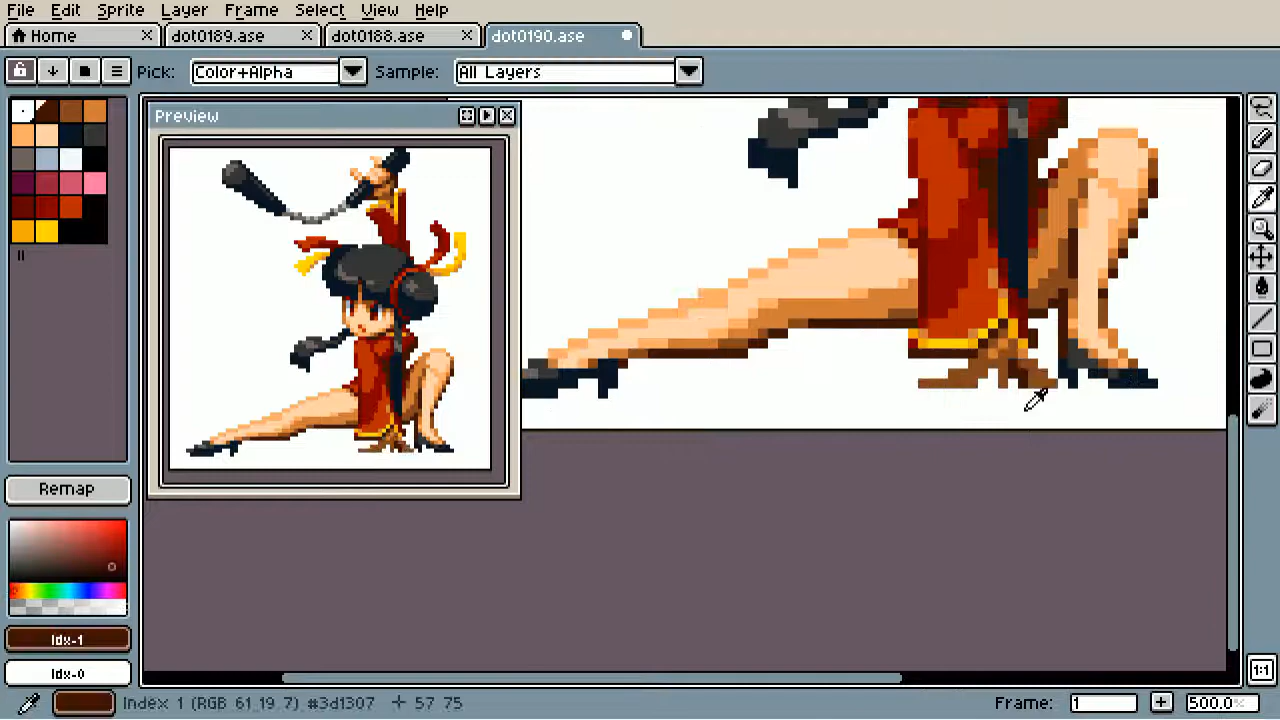 File Edit Sprite Layer Frame Select View Help
Home dot0189.ase dot0188.ase dot0190.ase
Pick: Color+Alpha Sample: All Layers
Preview
Remap
Idx-1
Idx-0
Index 1 (RGB 61 19 7) #3d1307 57 75 Frame: 1 500.0%
1:1